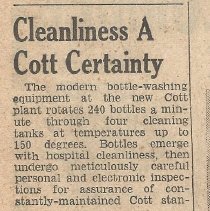 Cleanliness A
Cott Certainty
The modern bottle-washing
equipment at the new Cott
plant rotates 240 bottles a min-
ute through four cleaning
tanks at temperatures up to
150 degrees. Bottles emerge
with hospital cleanliness, then
undergo meticulously careful
personal and electronic inspec-
tions for assurance of con-
stantly-maintained Cott stan-